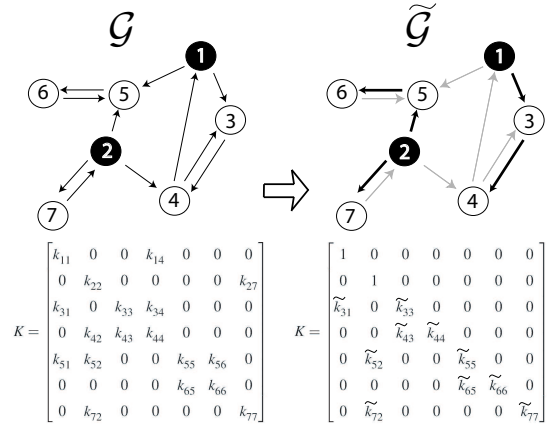 𝒢 𝒢̃
1 1
6 5 6 5
3 3
2 2
4 4
7 7
K = [k₁₁ 0 0 k₁₄ 0 0 0] K = [1 0 0 0 0 0 0]
[0 k₂₂ 0 0 0 0 k₂₇] [0 1 0 0 0 0 0]
[k₃₁ 0 k₃₃ k₃₄ 0 0 0] [k̃₃₁ 0 k̃₃₃ 0 0 0 0]
[0 k₄₂ k₄₃ k₄₄ 0 0 0] [0 0 k̃₄₃ k̃₄₄ 0 0 0]
[k₅₁ k₅₂ 0 0 k₅₅ k₅₆ 0] [0 k̃₅₂ 0 0 k̃₅₅ 0 0]
[0 0 0 0 k₆₅ k₆₆ 0] [0 0 0 0 k̃₆₅ k̃₆₆ 0]
[0 k₇₂ 0 0 0 0 k₇₇] [0 k̃₇₂ 0 0 0 0 k̃₇₇]